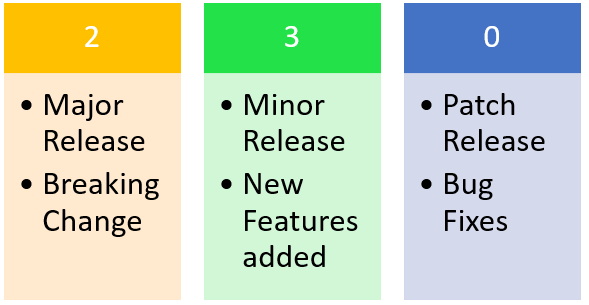 2
• Major
Release
• Breaking
Change
3
• Minor
Release
• New
Features
added
0
• Patch
Release
• Bug
Fixes